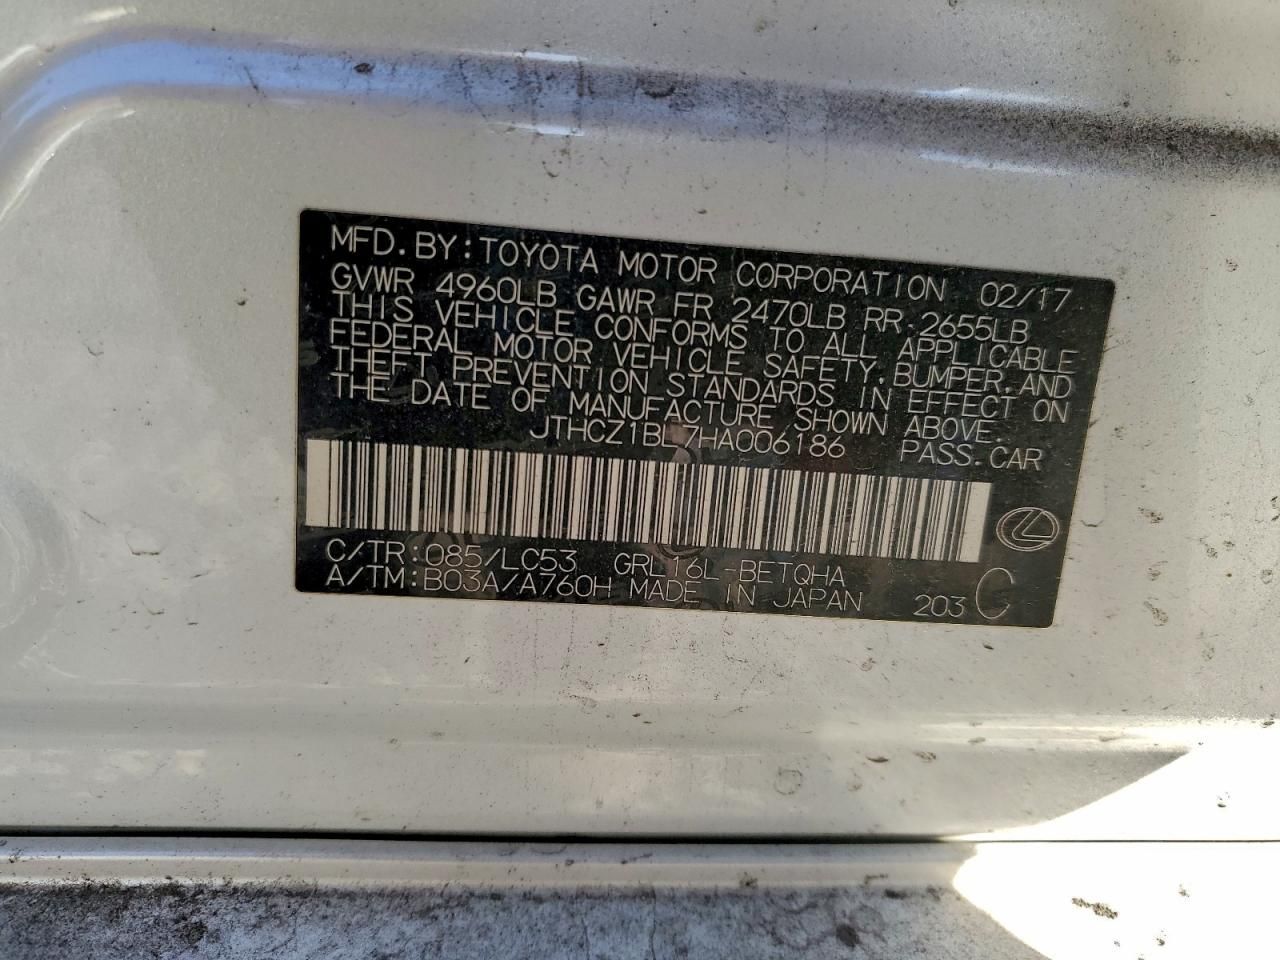 MFD.BY:TOYOTA MOTOR CORPORATION 02/17
GVWR 4960LB GAWR FR 2470LB RR 2655LB
THIS VEHICLE CONFORMS TO ALL APPLICABLE
FEDERAL MOTOR VEHICLE SAFETY, BUMPER, AND
THEFT PREVENTION STANDARDS IN EFFECT ON
THE DATE OF MANUFACTURE SHOWN ABOVE.
JTHCZ1BL7HA006186 PASS.CAR
C/TR:085/LC53 GRL16L-BETQHA
A/TM:B03A/A760H MADE IN JAPAN 203 C